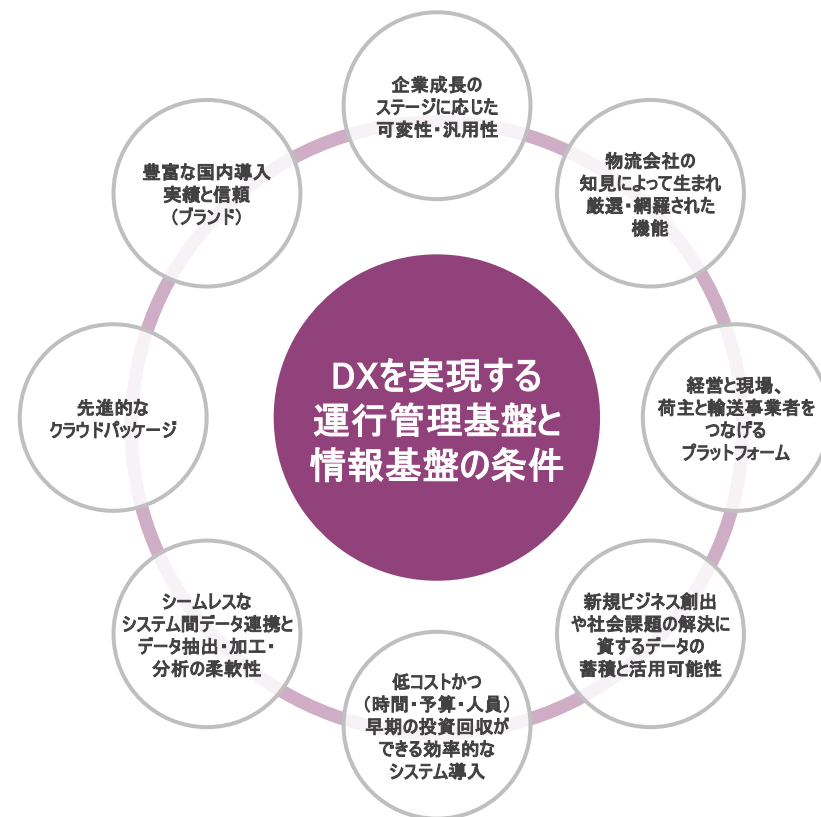 企業成長の
ステージに応じた
可変性・汎用性
物流会社の
知見によって生まれ
厳選・網羅された
機能
経営と現場、
荷主と輸送事業者を
つなげる
プラットフォーム
新規ビジネス創出
や社会課題の解決に
資するデータの
蓄積と活用可能性
低コストかつ
（時間・予算・人員）
早期の投資回収が
できる効率的な
システム導入
シームレスな
システム間データ連携と
データ抽出・加工・
分析の柔軟性
先進的な
クラウドパッケージ
豊富な国内導入
実績と信頼
（ブランド）
DXを実現する
運行管理基盤と
情報基盤の条件